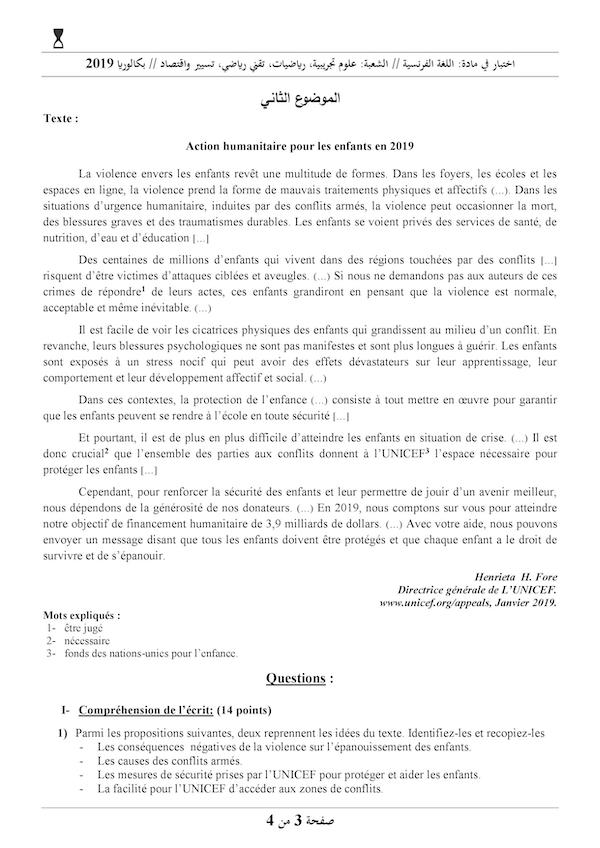 اختبار في مادة: اللغة الفرنسية // الشعبة: علوم تجريبية، رياضيات، تقني رياضي، تسيير واقتصاد // بكالوريا 2019
الموضوع الثاني
Texte :
Action humanitaire pour les enfants en 2019
La violence envers les enfants revêt une multitude de formes. Dans les foyers, les écoles et les
espaces en ligne, la violence prend la forme de mauvais traitements physiques et affectifs (...). Dans les
situations d'urgence humanitaire, induites par des conflits armés, la violence peut occasionner la mort,
des blessures graves et des traumatismes durables. Les enfants se voient privés des services de santé, de
nutrition, d'eau et d'éducation [...]
Des centaines de millions d'enfants qui vivent dans des régions touchées par des conflits [...]
risquent d'être victimes d'attaques ciblées et aveugles. (...) Si nous ne demandons pas aux auteurs de ces
crimes de répondre¹ de leurs actes, ces enfants grandiront en pensant que la violence est normale,
acceptable et même inévitable. (...)
Il est facile de voir les cicatrices physiques des enfants qui grandissent au milieu d'un conflit. En
revanche, leurs blessures psychologiques ne sont pas manifestes et sont plus longues à guérir. Les enfants
sont exposés à un stress nocif qui peut avoir des effets dévastateurs sur leur apprentissage, leur
comportement et leur développement affectif et social. (...)
Dans ces contextes, la protection de l'enfance (...) consiste à tout mettre en œuvre pour garantir
que les enfants peuvent se rendre à l'école en toute sécurité [...]
Et pourtant, il est de plus en plus difficile d'atteindre les enfants en situation de crise. (...) Il est
donc crucial² que l'ensemble des parties aux conflits donnent à l'UNICEF³ l'espace nécessaire pour
protéger les enfants [...]
Cependant, pour renforcer la sécurité des enfants et leur permettre de jouir d'un avenir meilleur,
nous dépendons de la générosité de nos donateurs. (...) En 2019, nous comptons sur vous pour atteindre
notre objectif de financement humanitaire de 3,9 milliards de dollars. (...) Avec votre aide, nous pouvons
envoyer un message disant que tous les enfants doivent être protégés et que chaque enfant a le droit de
survivre et de s'épanouir.
Henrieta H. Fore
Directrice générale de L'UNICEF.
www.unicef.org/appeals, Janvier 2019.
Mots expliqués :
1- être jugé
2- nécessaire
3- fonds des nations-unies pour l'enfance.
Questions :
I- Compréhension de l'écrit: (14 points)
1) Parmi les propositions suivantes, deux reprennent les idées du texte. Identifiez-les et recopiez-les
- Les conséquences négatives de la violence sur l'épanouissement des enfants.
- Les causes des conflits armés.
- Les mesures de sécurité prises par l'UNICEF pour protéger et aider les enfants.
- La facilité pour l'UNICEF d'accéder aux zones de conflits.
صفحة 3 من 4